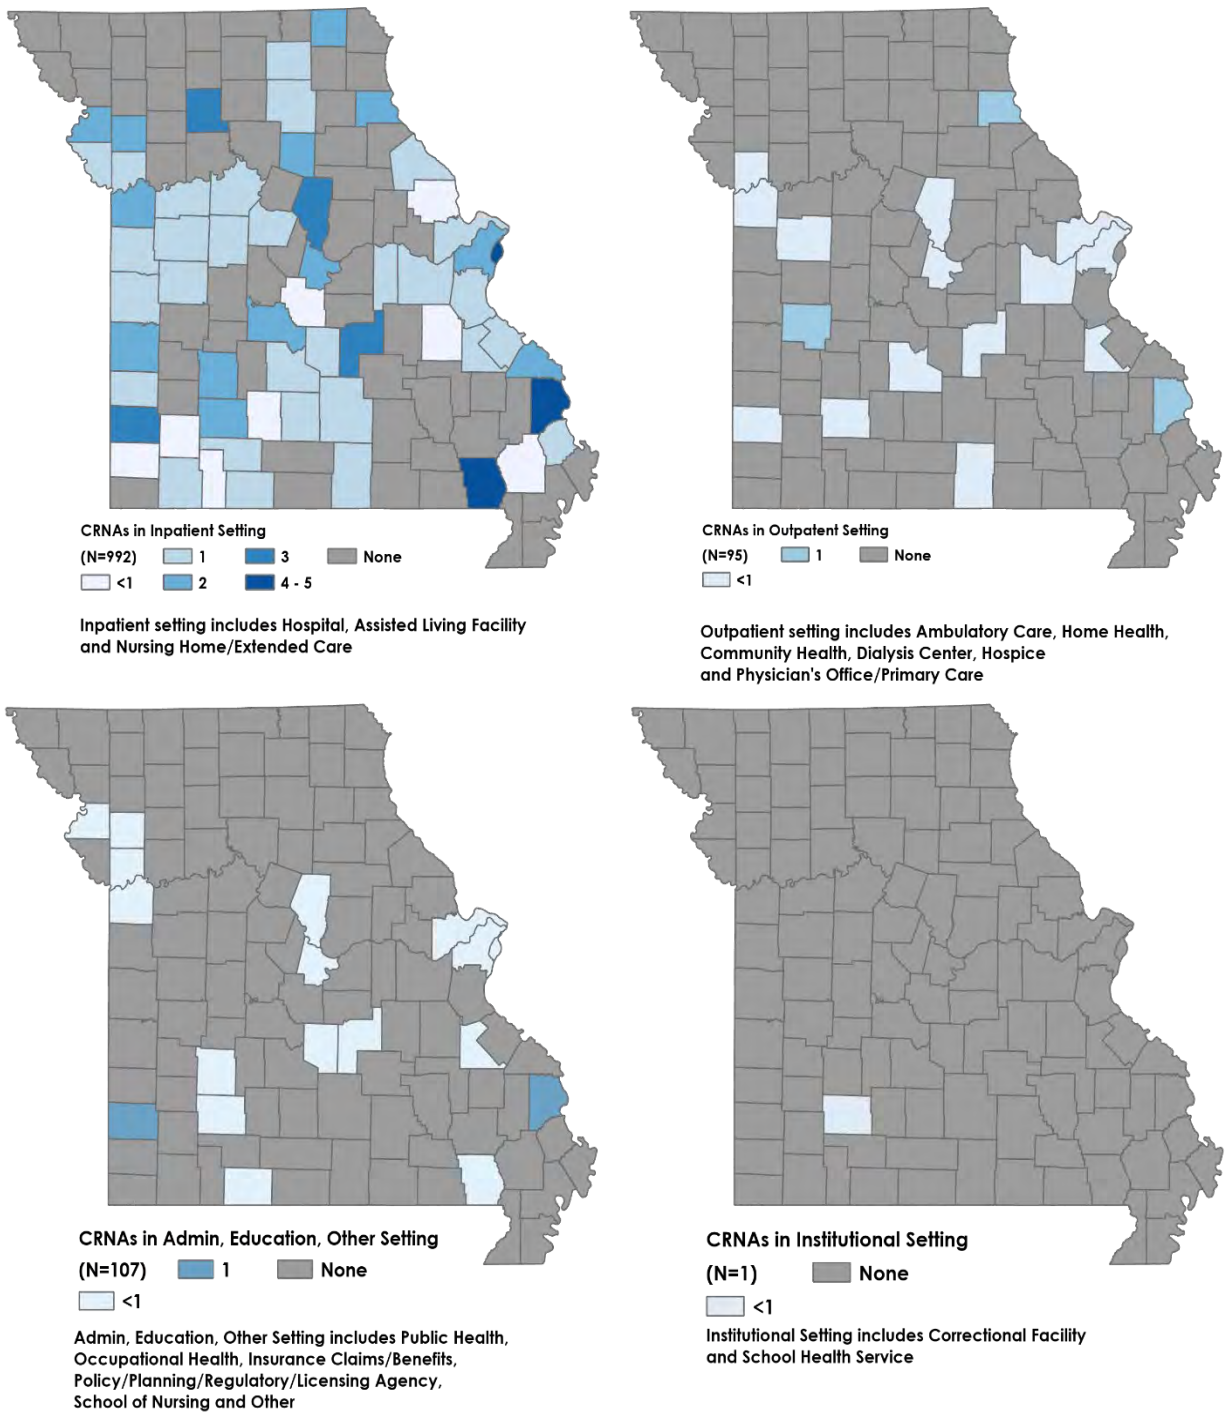 CRNAs in Inpatient Setting
(N=992) 1 3 None
<1 2 4 - 5
Inpatient setting includes Hospital, Assisted Living Facility
and Nursing Home/Extended Care
CRNAs in Outpatent Setting
(N=95) 1 None
<1
Outpatient setting includes Ambulatory Care, Home Health,
Community Health, Dialysis Center, Hospice
and Physician's Office/Primary Care
CRNAs in Admin, Education, Other Setting
(N=107) 1 None
<1
Admin, Education, Other Setting includes Public Health,
Occupational Health, Insurance Claims/Benefits,
Policy/Planning/Regulatory/Licensing Agency,
School of Nursing and Other
CRNAs in Institutional Setting
(N=1) None
<1
Institutional Setting includes Correctional Facility
and School Health Service